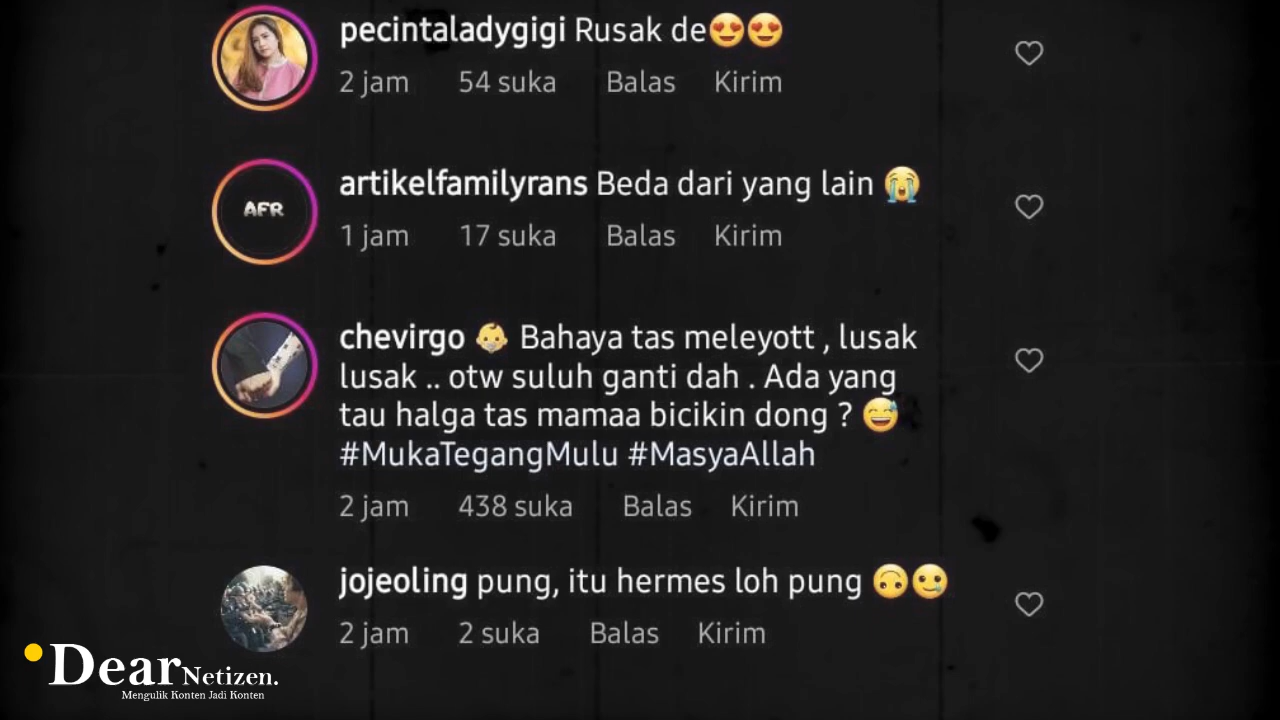 pecintaladygigi Rusak de😍😍
2 jam 54 suka Balas Kirim
AFR
artikelfamilyrans Beda dari yang lain 😭
1 jam 17 suka Balas Kirim
chevirgo 👶 Bahaya tas meleyott , lusak
lusak .. otw suluh ganti dah . Ada yang
tau halga tas mamaa bicikin dong ? 😅
#MukaTegangMulu #MasyaAllah
2 jam 438 suka Balas Kirim
jojeoling pung, itu hermes loh pung 🙃🥲
2 jam 2 suka Balas Kirim
Dear Netizen.
Mengulik Konten Jadi Konten